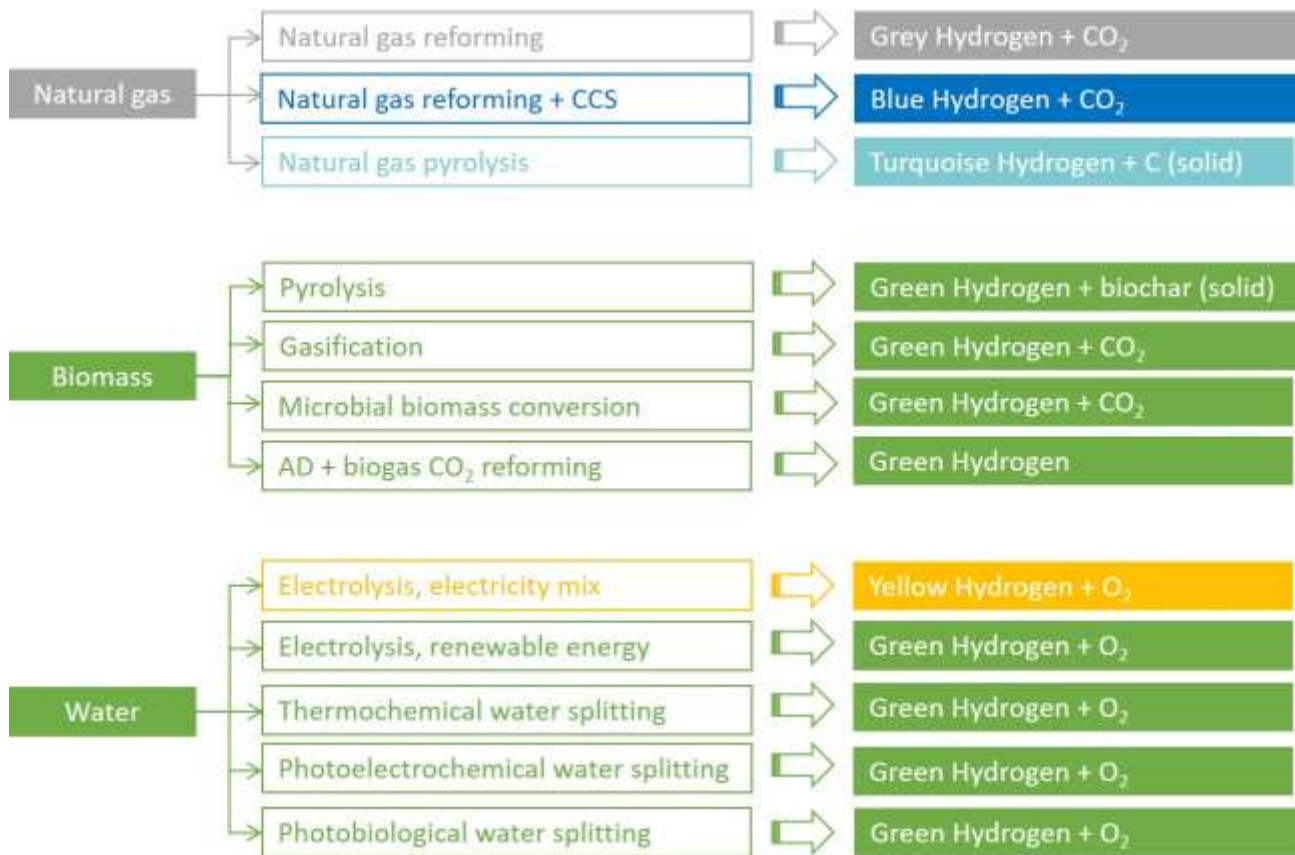 Natural gas
Natural gas reforming
Grey Hydrogen + CO₂
Natural gas reforming + CCS
Blue Hydrogen + CO₂
Natural gas pyrolysis
Turquoise Hydrogen + C (solid)
Biomass
Pyrolysis
Green Hydrogen + biochar (solid)
Gasification
Green Hydrogen + CO₂
Microbial biomass conversion
Green Hydrogen + CO₂
AD + biogas CO₂ reforming
Green Hydrogen
Water
Electrolysis, electricity mix
Yellow Hydrogen + O₂
Electrolysis, renewable energy
Green Hydrogen + O₂
Thermochemical water splitting
Green Hydrogen + O₂
Photoelectrochemical water splitting
Green Hydrogen + O₂
Photobiological water splitting
Green Hydrogen + O₂